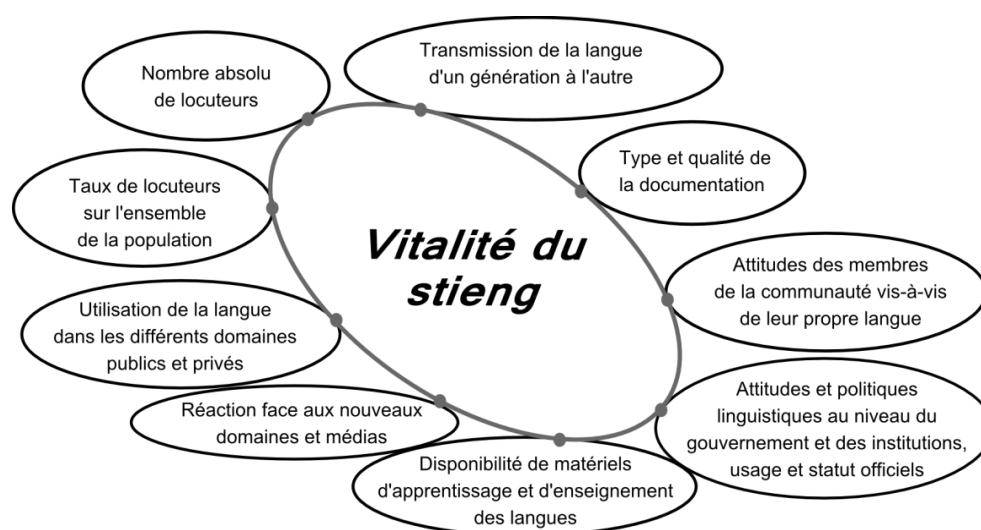 Transmission de la langue
d'un génération à l'autre
Nombre absolu
de locuteurs
Type et qualité de
la documentation
Taux de locuteurs
sur l'ensemble
de la population
Vitalité du
stieng
Attitudes des membres
de la communauté vis-à-vis
de leur propre langue
Utilisation de la langue
dans les différents domaines
publics et privés
Attitudes et politiques
linguistiques au niveau du
gouvernement et des institutions,
usage et statut officiels
Réaction face aux nouveaux
domaines et médias
Disponibilité de matériels
d'apprentissage et d'enseignement
des langues